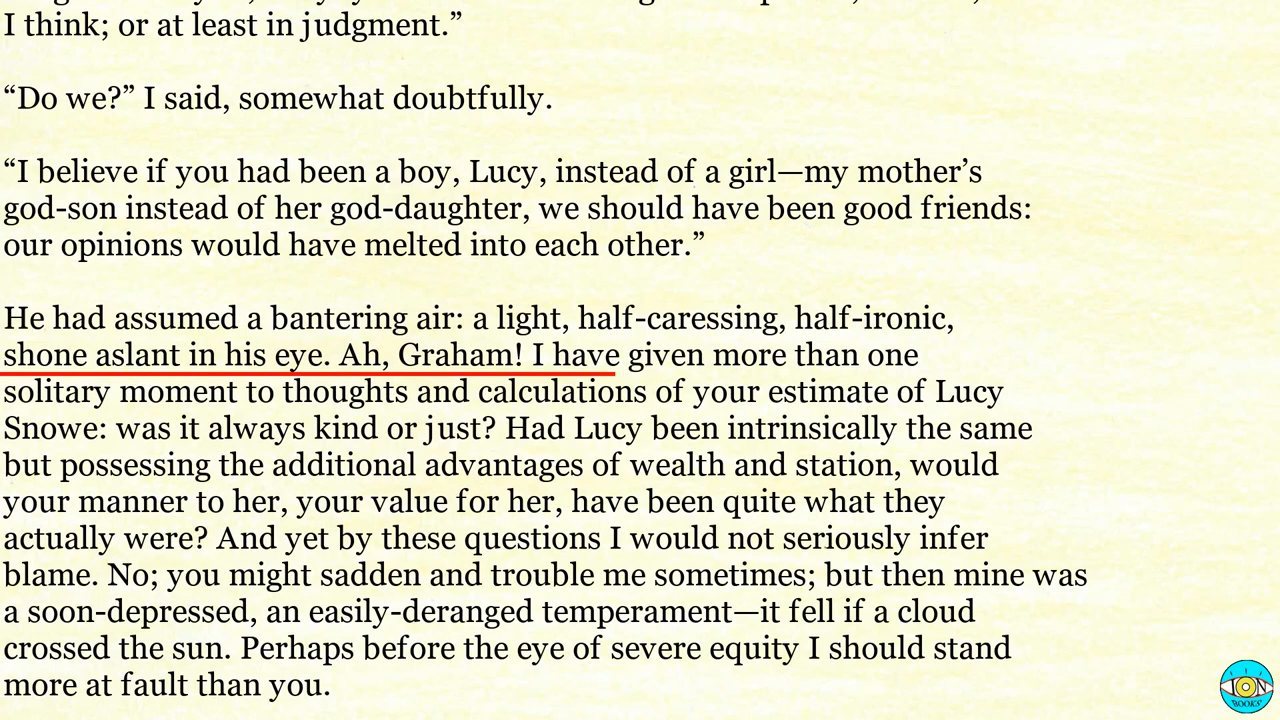 I think; or at least in judgment.”
“Do we?” I said, somewhat doubtfully.
“I believe if you had been a boy, Lucy, instead of a girl—my mother’s
god-son instead of her god-daughter, we should have been good friends:
our opinions would have melted into each other.”
He had assumed a bantering air: a light, half-caressing, half-ironic,
shone aslant in his eye. Ah, Graham! I have given more than one
solitary moment to thoughts and calculations of your estimate of Lucy
Snowe: was it always kind or just? Had Lucy been intrinsically the same
but possessing the additional advantages of wealth and station, would
your manner to her, your value for her, have been quite what they
actually were? And yet by these questions I would not seriously infer
blame. No; you might sadden and trouble me sometimes; but then mine was
a soon-depressed, an easily-deranged temperament—it fell if a cloud
crossed the sun. Perhaps before the eye of severe equity I should stand
more at fault than you.
ION
BOOKS